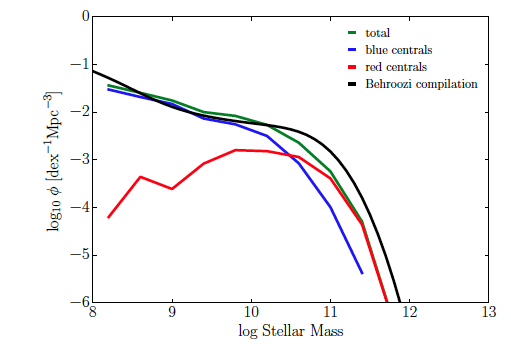 0
−1
−2
−3
−4
−5
−6
log₁₀ ϕ [dex⁻¹Mpc⁻³]
total
blue centrals
red centrals
Behroozi compilation
8 9 10 11 12 13
log Stellar Mass